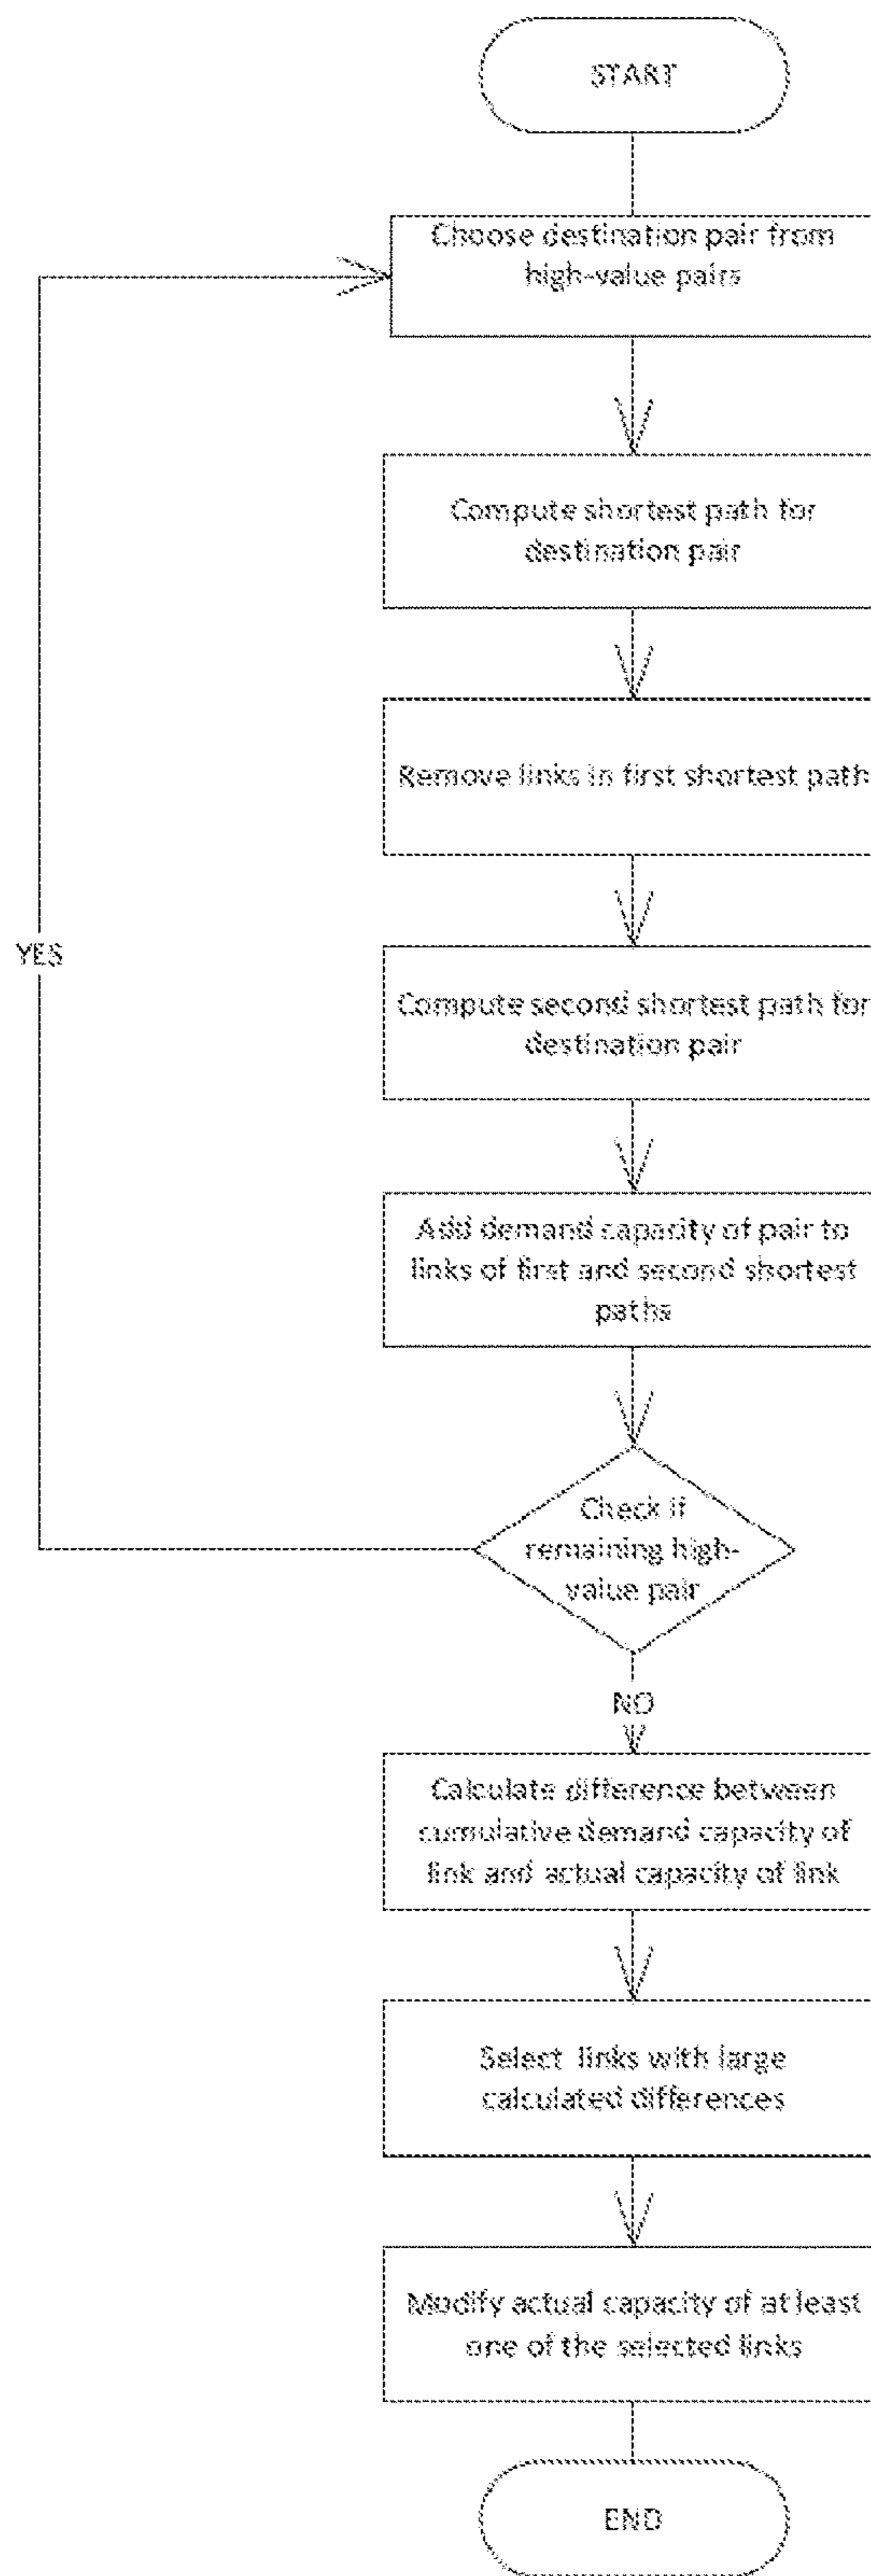 START
Choose destination pair from
high-value pairs
Compute shortest path for
destination pair
Remove links in first shortest path
YES
Compute second shortest path for
destination pair
Add demand capacity of pair to
links of first and second shortest
paths
Check if
remaining high-
value pair
NO
Calculate difference between
cumulative demand capacity of
link and actual capacity of link
Select links with large
calculated differences
Modify actual capacity of at least
one of the selected links
END